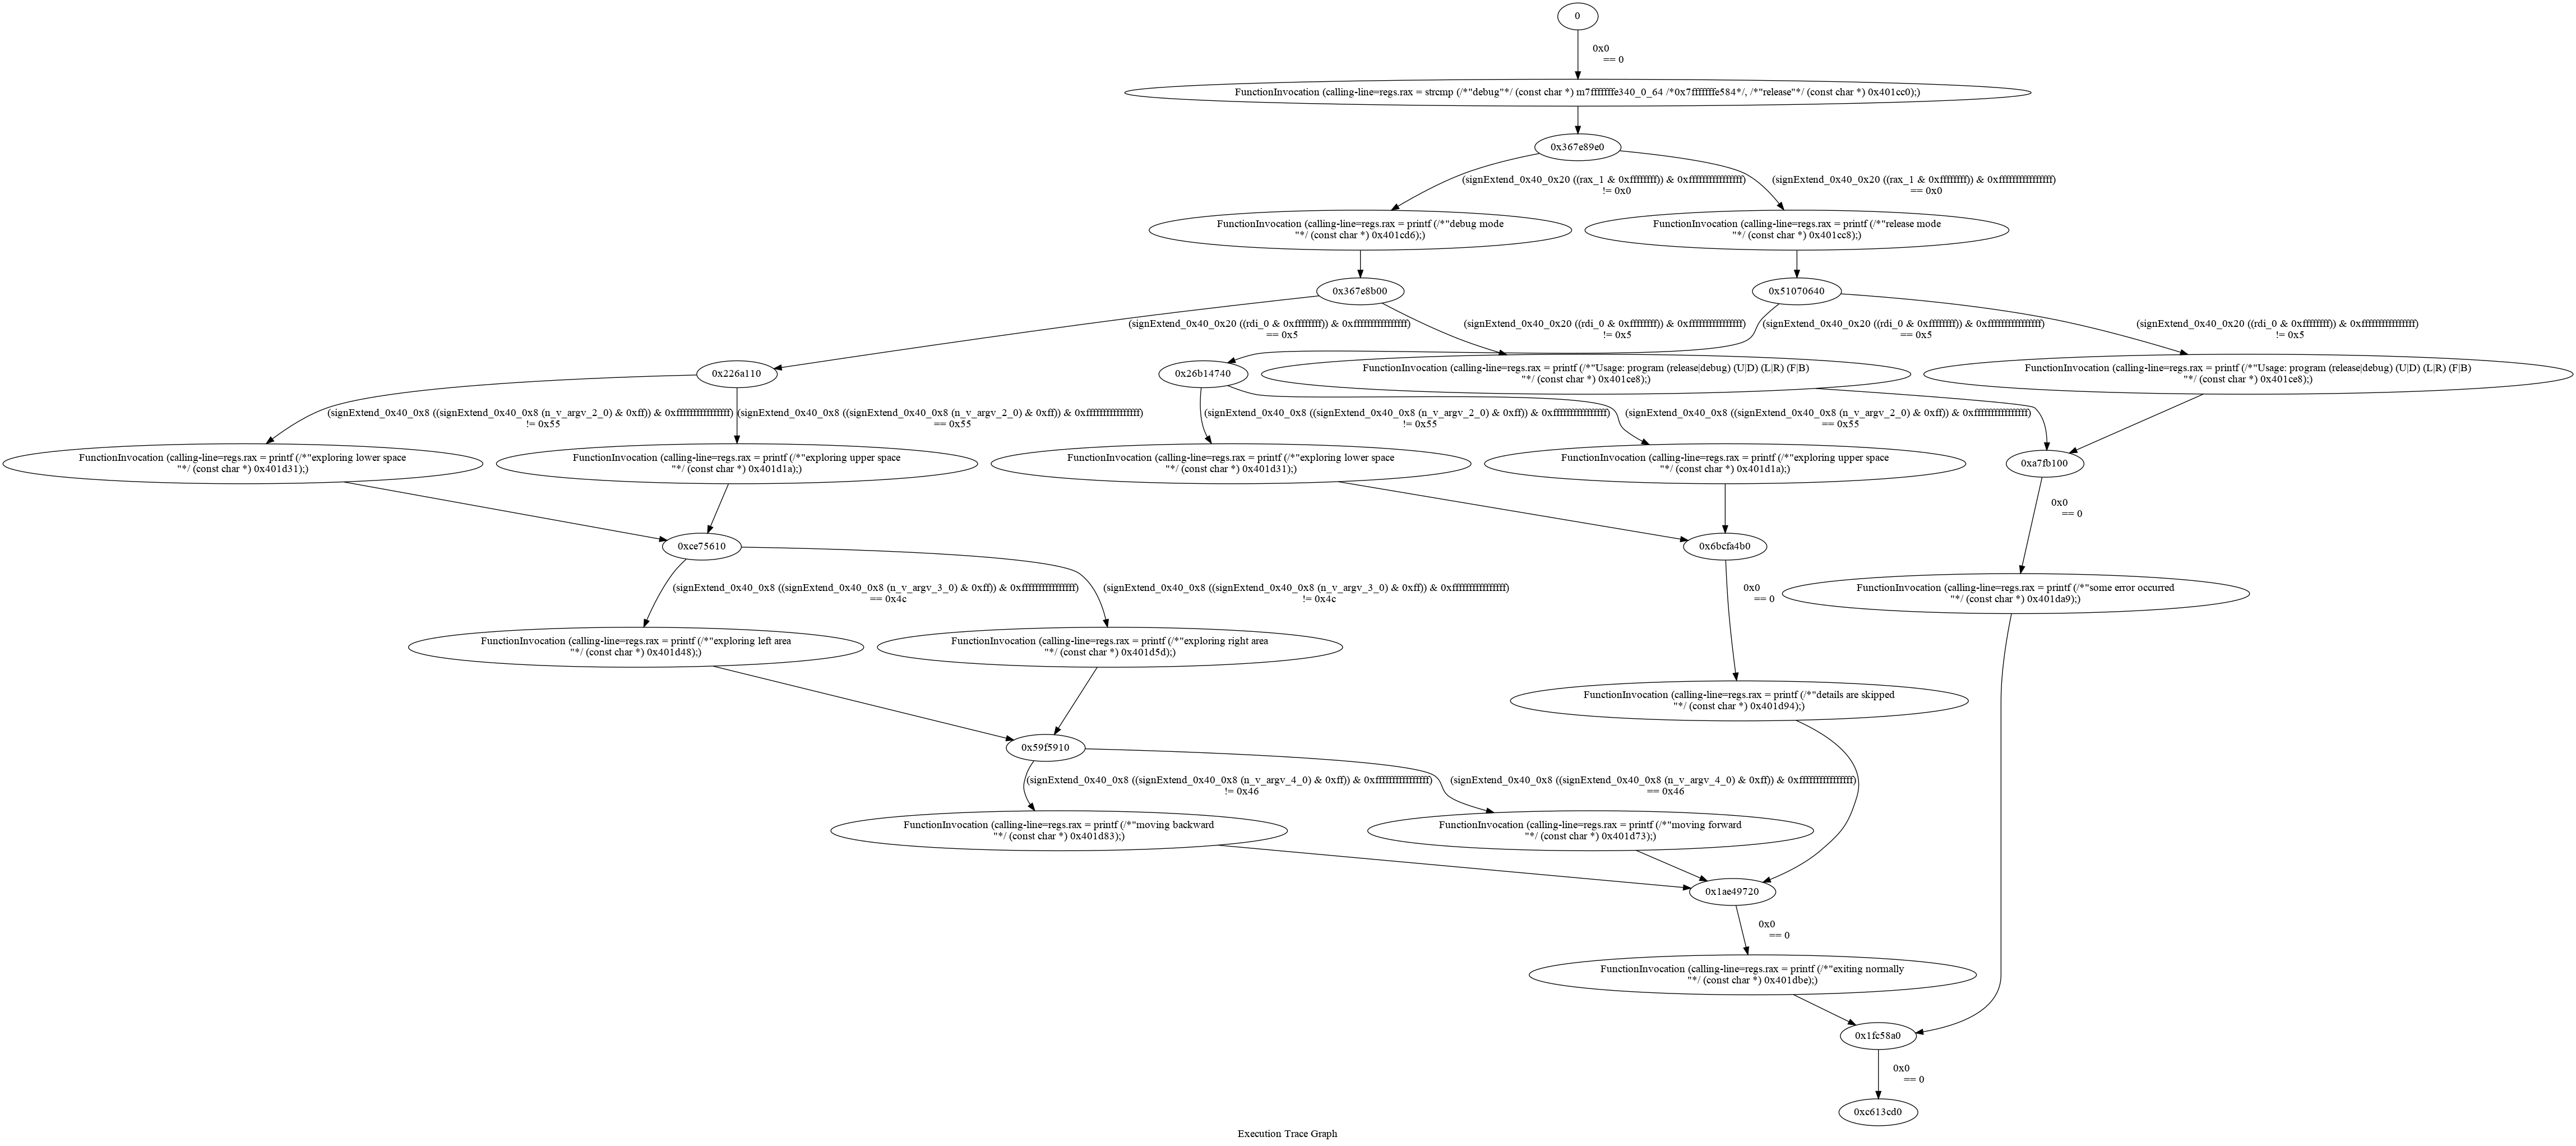 0
0x0
== 0
FunctionInvocation (calling-line=regs.rax = strcmp (/*"debug"*/ (const char *) m7fffffffe340_0_64 /*0x7fffffffe584*/, /*"release"*/ (const char *) 0x401cc0);)
0x367e89e0
(signExtend_0x40_0x20 ((rax_1 & 0xffffffff)) & 0xffffffffffffffff)
!= 0x0
(signExtend_0x40_0x20 ((rax_1 & 0xffffffff)) & 0xffffffffffffffff)
== 0x0
FunctionInvocation (calling-line=regs.rax = printf (/*"debug mode
"*/ (const char *) 0x401cd6);)
FunctionInvocation (calling-line=regs.rax = printf (/*"release mode
"*/ (const char *) 0x401cc8);)
0x367e8b00
0x51070640
(signExtend_0x40_0x20 ((rdi_0 & 0xffffffff)) & 0xffffffffffffffff)
== 0x5
(signExtend_0x40_0x20 ((rdi_0 & 0xffffffff)) & 0xffffffffffffffff)
!= 0x5
(signExtend_0x40_0x20 ((rdi_0 & 0xffffffff)) & 0xffffffffffffffff)
== 0x5
(signExtend_0x40_0x20 ((rdi_0 & 0xffffffff)) & 0xffffffffffffffff)
!= 0x5
0x226a110
0x26b14740
FunctionInvocation (calling-line=regs.rax = printf (/*"Usage: program (release|debug) (U|D) (L|R) (F|B)
"*/ (const char *) 0x401ce8);)
FunctionInvocation (calling-line=regs.rax = printf (/*"Usage: program (release|debug) (U|D) (L|R) (F|B)
"*/ (const char *) 0x401ce8);)
(signExtend_0x40_0x8 ((signExtend_0x40_0x8 (n_v_argv_2_0) & 0xff)) & 0xffffffffffffffff)
!= 0x55
(signExtend_0x40_0x8 ((signExtend_0x40_0x8 (n_v_argv_2_0) & 0xff)) & 0xffffffffffffffff)
== 0x55
(signExtend_0x40_0x8 ((signExtend_0x40_0x8 (n_v_argv_2_0) & 0xff)) & 0xffffffffffffffff)
!= 0x55
(signExtend_0x40_0x8 ((signExtend_0x40_0x8 (n_v_argv_2_0) & 0xff)) & 0xffffffffffffffff)
== 0x55
FunctionInvocation (calling-line=regs.rax = printf (/*"exploring lower space
"*/ (const char *) 0x401d31);)
FunctionInvocation (calling-line=regs.rax = printf (/*"exploring upper space
"*/ (const char *) 0x401d1a);)
FunctionInvocation (calling-line=regs.rax = printf (/*"exploring lower space
"*/ (const char *) 0x401d31);)
FunctionInvocation (calling-line=regs.rax = printf (/*"exploring upper space
"*/ (const char *) 0x401d1a);)
0xa7fb100
0x0
== 0
0xce75610
0x6bcfa4b0
(signExtend_0x40_0x8 ((signExtend_0x40_0x8 (n_v_argv_3_0) & 0xff)) & 0xffffffffffffffff)
== 0x4c
(signExtend_0x40_0x8 ((signExtend_0x40_0x8 (n_v_argv_3_0) & 0xff)) & 0xffffffffffffffff)
!= 0x4c
0x0
== 0
FunctionInvocation (calling-line=regs.rax = printf (/*"some error occurred
"*/ (const char *) 0x401da9);)
FunctionInvocation (calling-line=regs.rax = printf (/*"exploring left area
"*/ (const char *) 0x401d48);)
FunctionInvocation (calling-line=regs.rax = printf (/*"exploring right area
"*/ (const char *) 0x401d5d);)
FunctionInvocation (calling-line=regs.rax = printf (/*"details are skipped
"*/ (const char *) 0x401d94);)
0x59f5910
(signExtend_0x40_0x8 ((signExtend_0x40_0x8 (n_v_argv_4_0) & 0xff)) & 0xffffffffffffffff)
!= 0x46
(signExtend_0x40_0x8 ((signExtend_0x40_0x8 (n_v_argv_4_0) & 0xff)) & 0xffffffffffffffff)
== 0x46
FunctionInvocation (calling-line=regs.rax = printf (/*"moving backward
"*/ (const char *) 0x401d83);)
FunctionInvocation (calling-line=regs.rax = printf (/*"moving forward
"*/ (const char *) 0x401d73);)
0x1ae49720
0x0
== 0
FunctionInvocation (calling-line=regs.rax = printf (/*"exiting normally
"*/ (const char *) 0x401dbe);)
0x1fc58a0
0x0
== 0
0xc613cd0
Execution Trace Graph